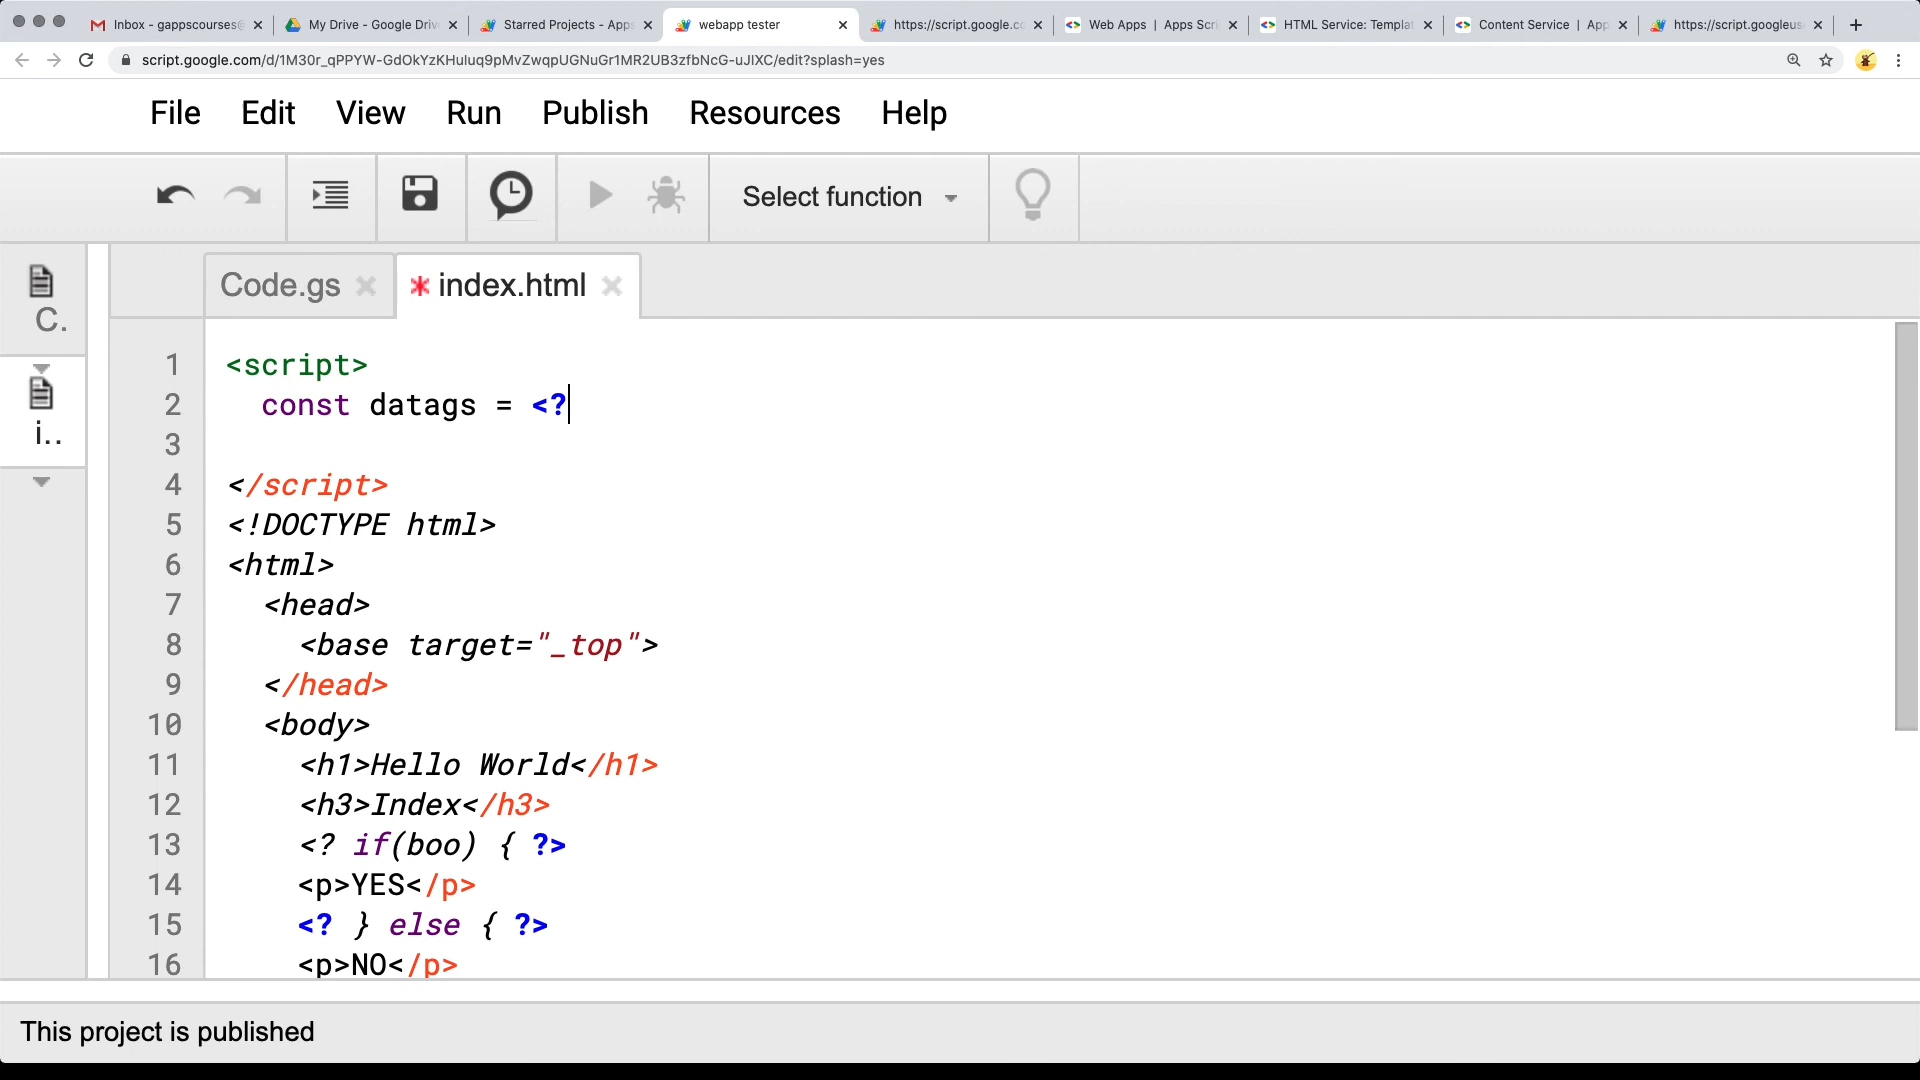 Inbox - gappscourses@
My Drive - Google Driv
Starred Projects - Apps
webapp tester
https://script.google.co
Web Apps | Apps Scri
HTML Service: Templat
Content Service | App
https://script.googleus
script.google.com/d/1M30r_qPPYW-GdOkYzKHuluq9pMvZwqpUGNuGr1MR2UB3zfbNcG-uJIXC/edit?splash=yes
File Edit View Run Publish Resources Help
Select function
C.
i..
Code.gs
* index.html
1 <script>
2 const datags = <?
3
4 </script>
5 <!DOCTYPE html>
6 <html>
7 <head>
8 <base target="_top">
9 </head>
10 <body>
11 <h1>Hello World</h1>
12 <h3>Index</h3>
13 <? if(boo) { ?>
14 <p>YES</p>
15 <? } else { ?>
16 <p>NO</p>
This project is published